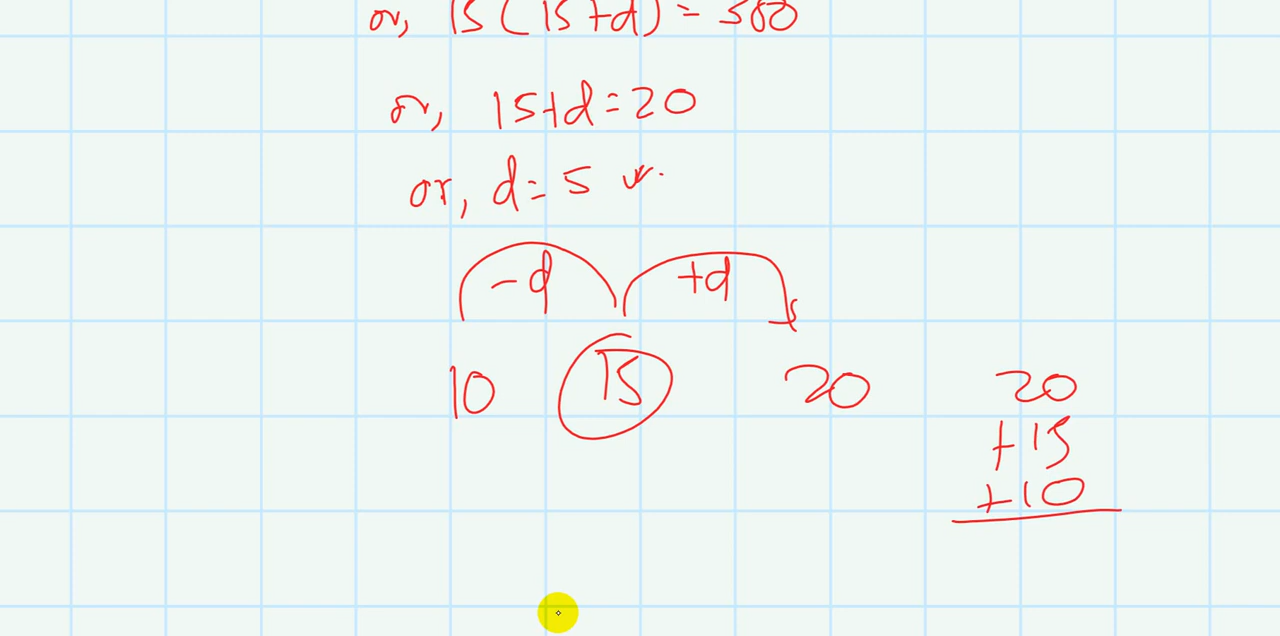 or, 15 (15+d) = 300
or, 15+d=20
or, d=5
-d +d
10 15 20
20
+15
+10